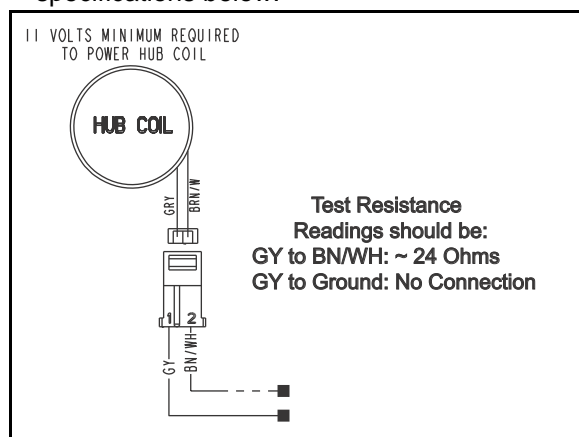 specifications below:
11 VOLTS MINIMUM REQUIRED
TO POWER HUB COIL
HUB COIL
GRY
BRN/W
Test Resistance
Readings should be:
GY to BN/WH: ~ 24 Ohms
GY to Ground: No Connection
1 2
GY
BN/WH